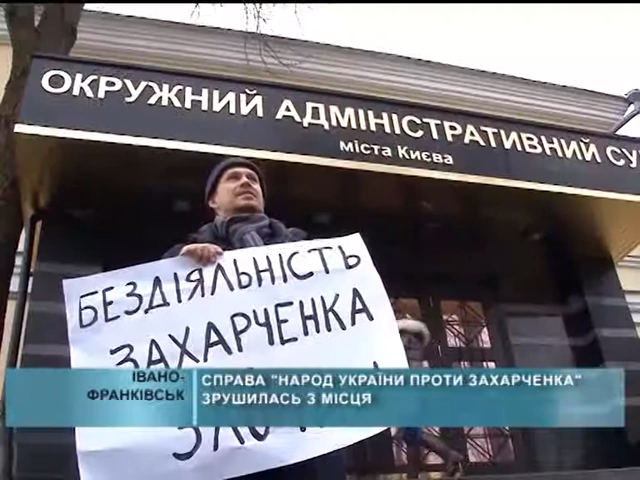 ОКРУЖНИЙ АДМІНІСТРАТИВНИЙ СУ
міста Києва
БЕЗДІЯЛЬНІСТЬ
ЗАХАРЧЕНКА
ІВАНО-
ФРАНКІВСЬК
СПРАВА "НАРОД УКРАЇНИ ПРОТИ ЗАХАРЧЕНКА"
ЗРУШИЛАСЬ З МІСЦЯ